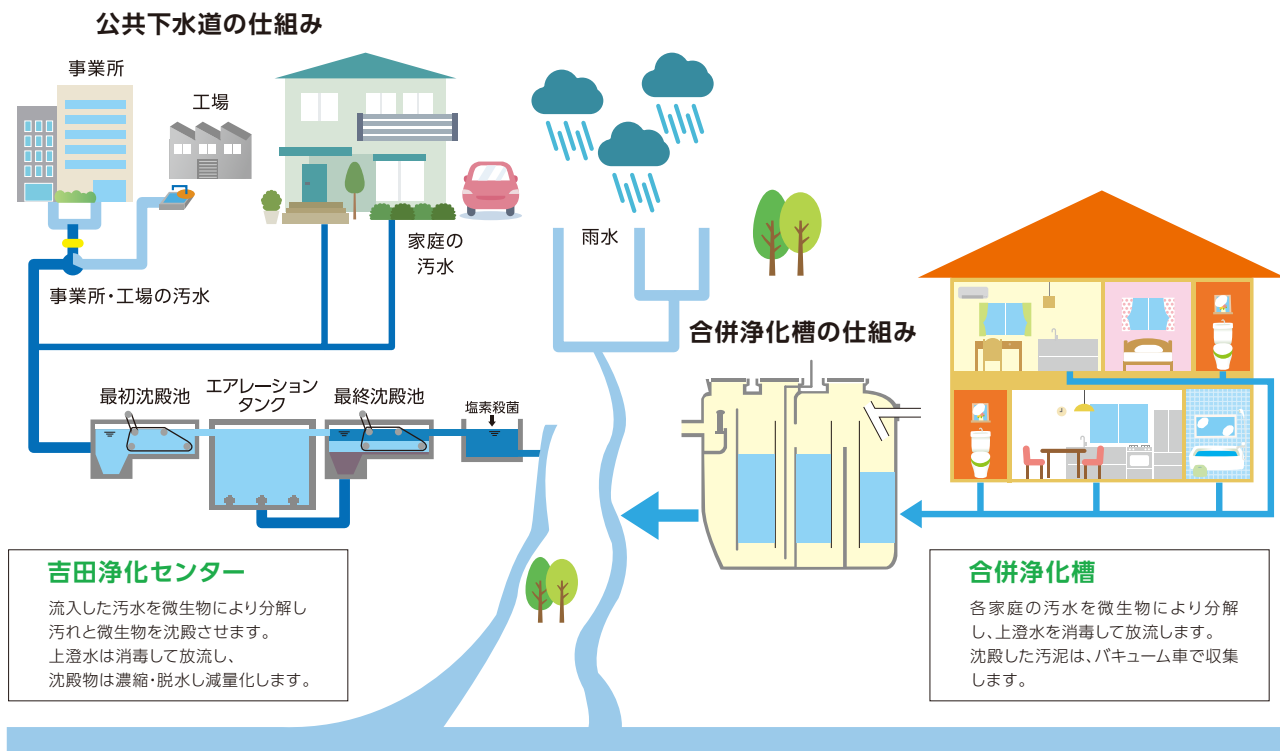 公共下水道の仕組み
事業所
工場
家庭の
汚水
雨水
事業所・工場の汚水
合併浄化槽の仕組み
最初沈殿池
エアレーション
タンク
最終沈殿池
塩素殺菌
吉田浄化センター
流入した汚水を微生物により分解し
汚れと微生物を沈殿させます。
上澄水は消毒して放流し、
沈殿物は濃縮・脱水し減量化します。
合併浄化槽
各家庭の汚水を微生物により分解
し、上澄水を消毒して放流します。
沈殿した汚泥は、バキューム車で収集
します。